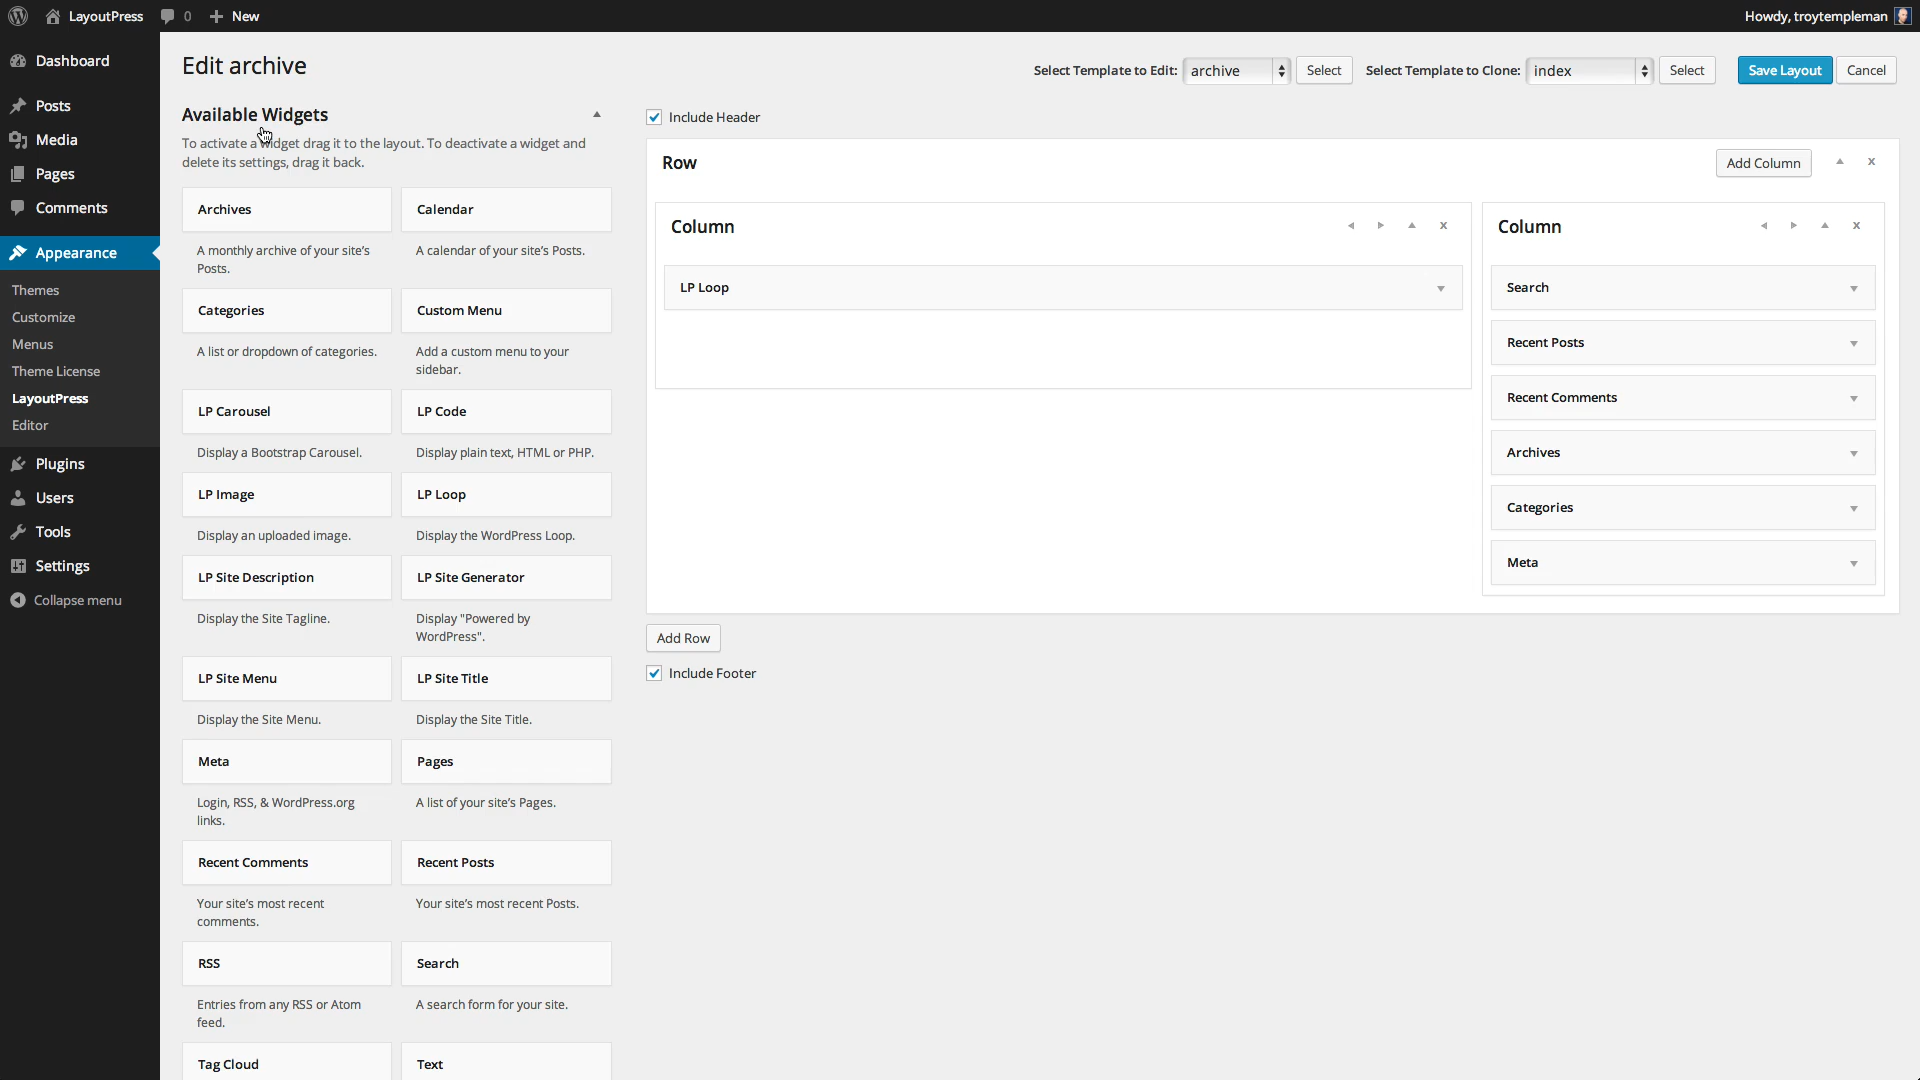 LayoutPress 0 New Howdy, troytempleman
Dashboard
Posts
Media
Pages
Comments
Appearance
Themes
Customize
Menus
Theme License
LayoutPress
Editor
Plugins
Users
Tools
Settings
Collapse menu
Edit archive
Select Template to Edit: archive Select Select Template to Clone: index Select Save Layout Cancel
Available Widgets
To activate a widget drag it to the layout. To deactivate a widget and
delete its settings, drag it back.
Archives Calendar
A monthly archive of your site's A calendar of your site's Posts.
Posts.
Categories Custom Menu
A list or dropdown of categories. Add a custom menu to your
sidebar.
LP Carousel LP Code
Display a Bootstrap Carousel. Display plain text, HTML or PHP.
LP Image LP Loop
Display an uploaded image. Display the WordPress Loop.
LP Site Description LP Site Generator
Display the Site Tagline. Display "Powered by
WordPress".
LP Site Menu LP Site Title
Display the Site Menu. Display the Site Title.
Meta Pages
Login, RSS, & WordPress.org A list of your site's Pages.
links.
Recent Comments Recent Posts
Your site's most recent Your site's most recent Posts.
comments.
RSS Search
Entries from any RSS or Atom A search form for your site.
feed.
Tag Cloud Text
Include Header
Row Add Column x
Column x
LP Loop
Column x
Search
Recent Posts
Recent Comments
Archives
Categories
Meta
Add Row
Include Footer